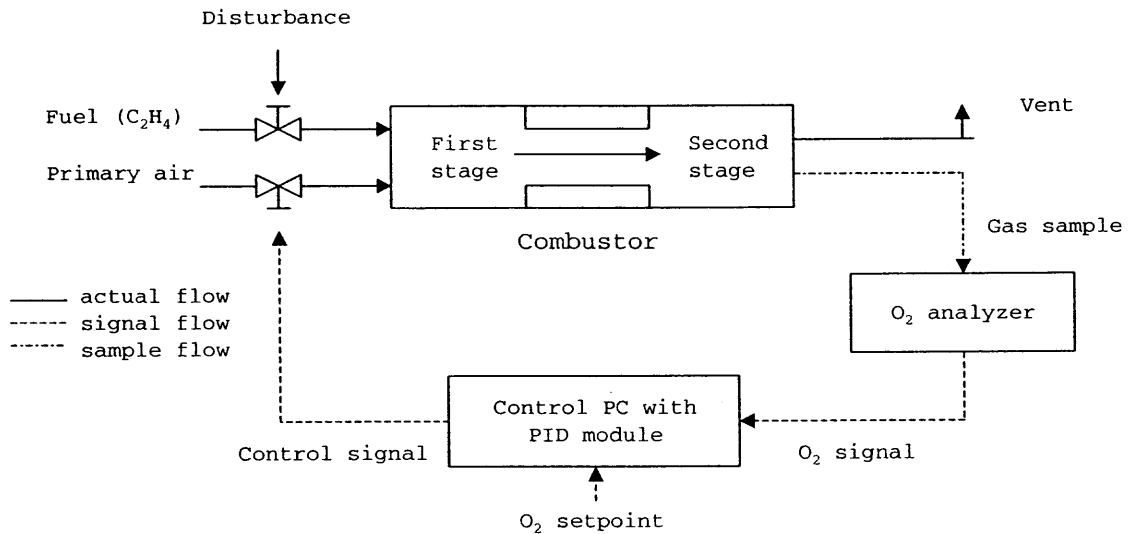 Disturbance
Fuel (C₂H₄)
Primary air
First
stage
Second
stage
Vent
Combustor
Gas sample
actual flow
signal flow
sample flow
O₂ analyzer
Control PC with
PID module
Control signal
O₂ signal
O₂ setpoint